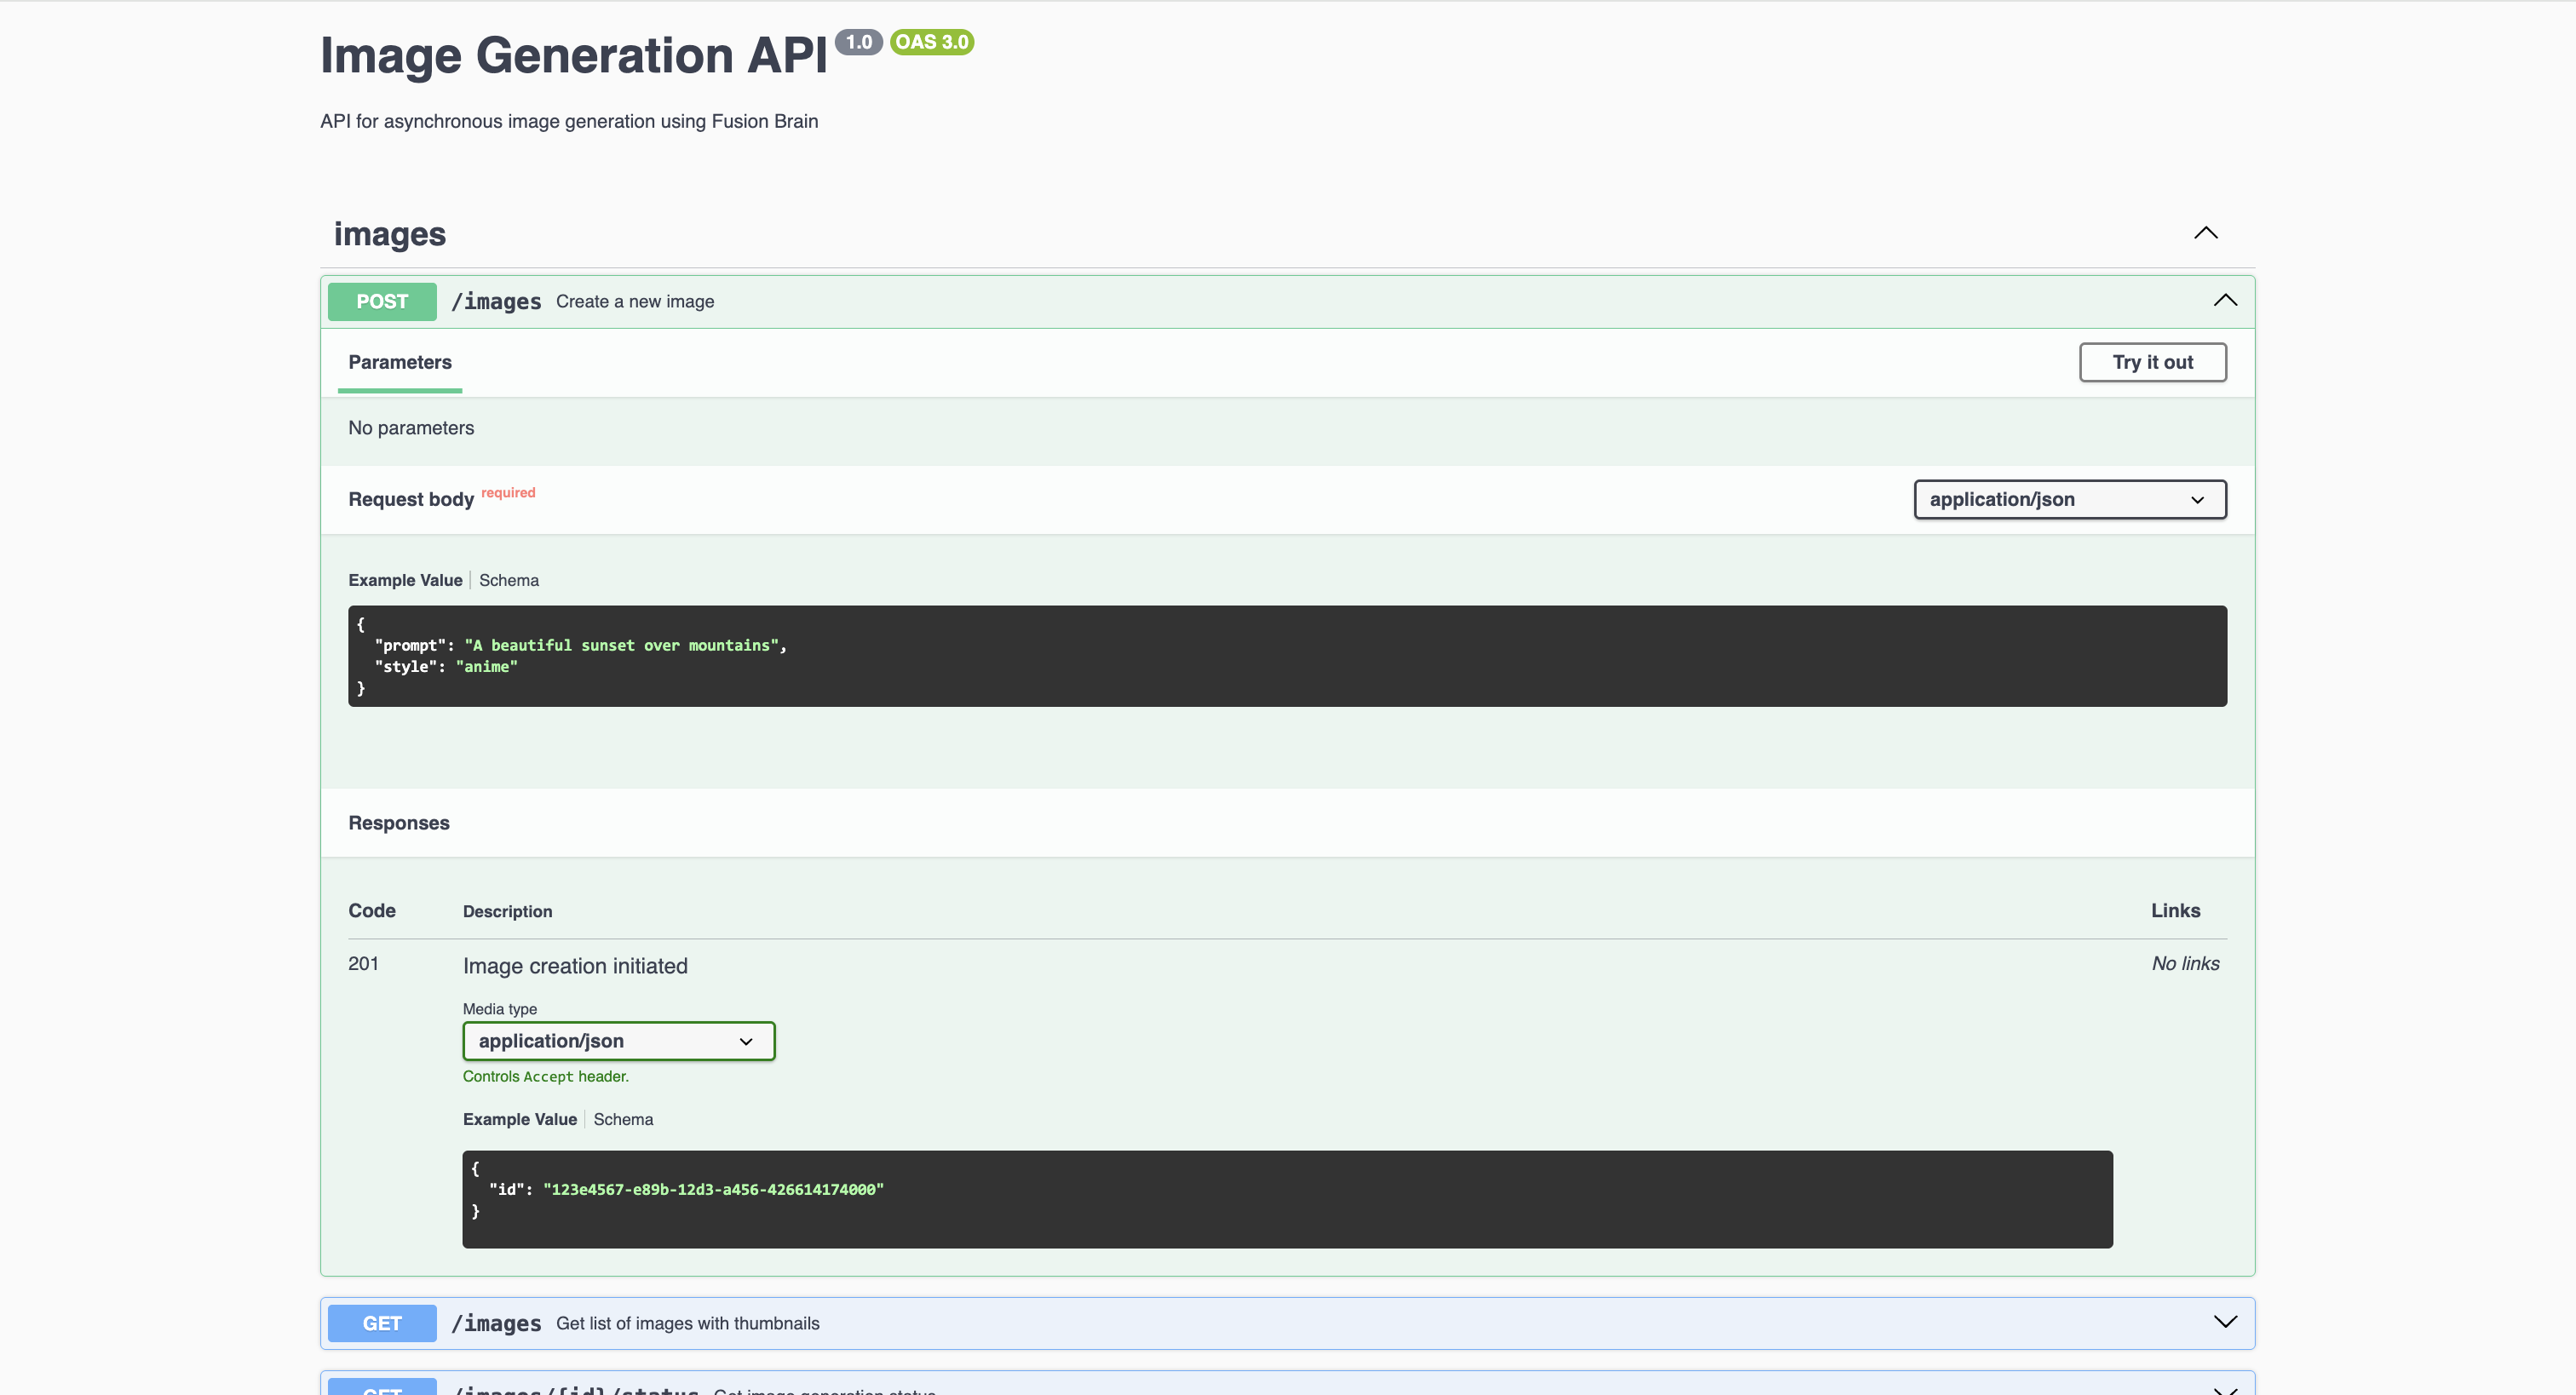 Image Generation API 1.0 OAS 3.0
API for asynchronous image generation using Fusion Brain
images
POST /images Create a new image
Parameters Try it out
No parameters
Request body required application/json
Example Value Schema
{
  "prompt": "A beautiful sunset over mountains",
  "style": "anime"
}
Responses
Code Description Links
201 Image creation initiated No links
Media type
application/json
Controls Accept header.
Example Value Schema
{
  "id": "123e4567-e89b-12d3-a456-426614174000"
}
GET /images Get list of images with thumbnails
GET /images/{id}/status Get image generation status